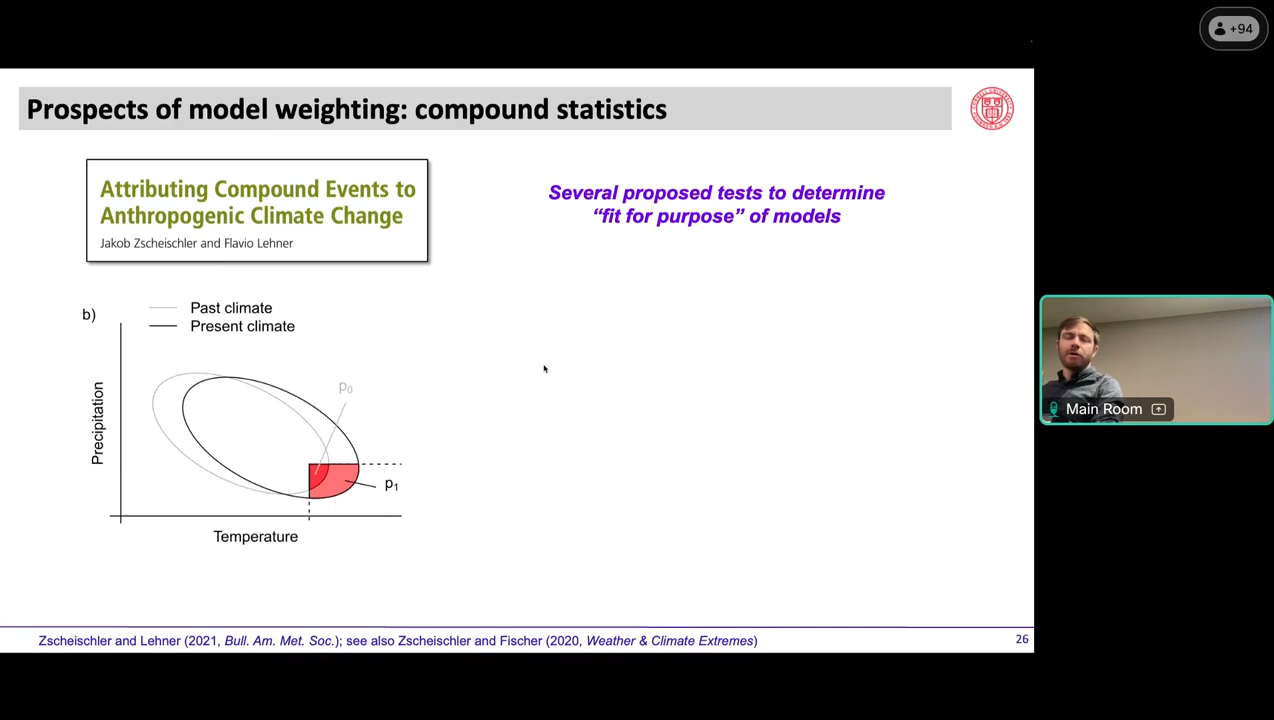 +94
Prospects of model weighting: compound statistics
Attributing Compound Events to
Anthropogenic Climate Change
Jakob Zscheischler and Flavio Lehner
Several proposed tests to determine
“fit for purpose” of models
b)
Past climate
Present climate
p0
p1
Precipitation
Temperature
Main Room
Zscheischler and Lehner (2021, Bull. Am. Met. Soc.); see also Zscheischler and Fischer (2020, Weather & Climate Extremes)
26